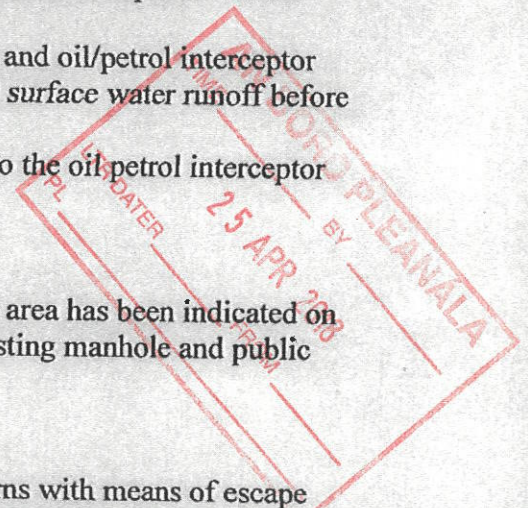 and oil/petrol interceptor
surface water runoff before
o the oil petrol interceptor
area has been indicated on
sting manhole and public
rns with means of escape
AN BORD PLEANÁLA
TIME BY
LTR DATED FROM
PL
25 APR 2018